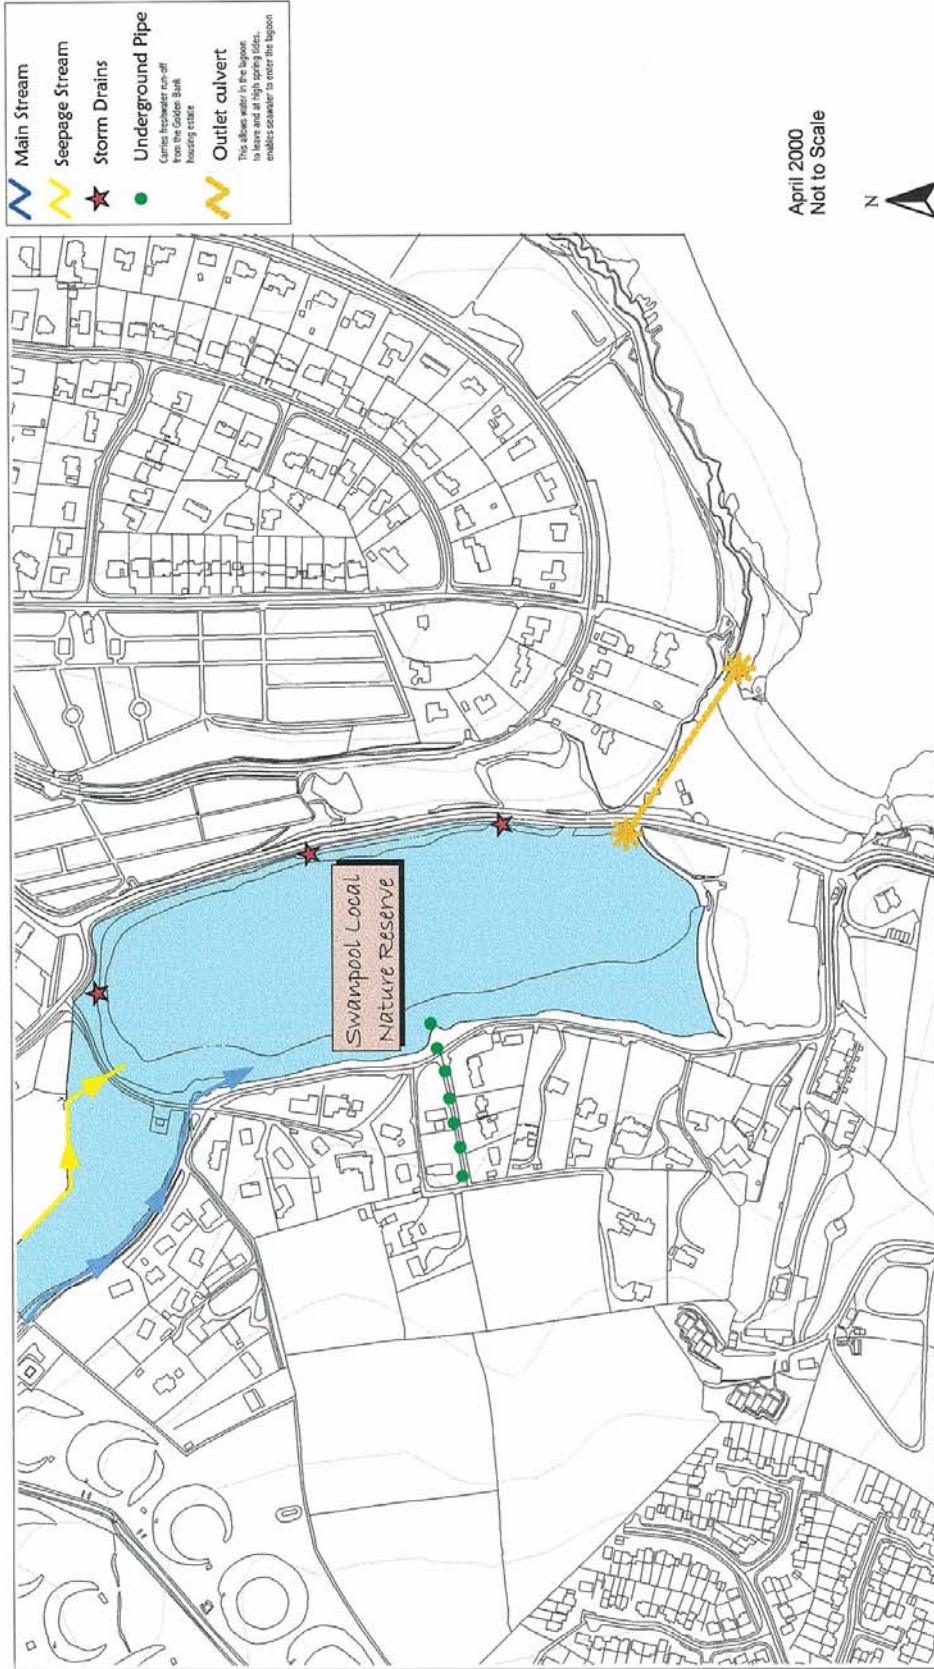 Main Stream
Seepage Stream
Storm Drains
Underground Pipe
Carries freshwater run-off
from the Golden Bank
housing estate
Outlet culvert
This allows water in the lagoon
to leave and at high spring tides,
enables seawater to enter the lagoon
Swanpool Local
Nature Reserve
April 2000
Not to Scale
N